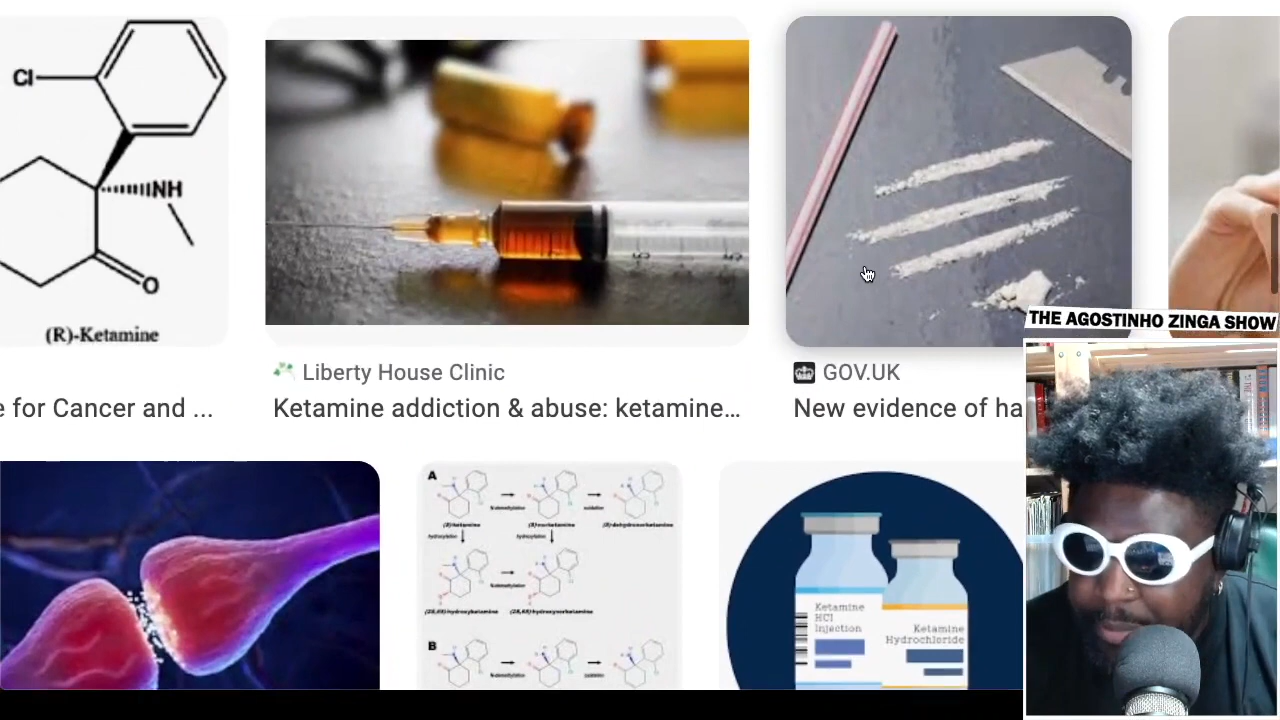 Cl
NH
O
(R)-Ketamine
Liberty House Clinic
GOV.UK
e for Cancer and ...
Ketamine addiction & abuse: ketamine...
New evidence of ha
THE AGOSTINHO ZINGA SHOW
A
B
Ketamine
HCl
Injection
Ketamine
Hydrochloride